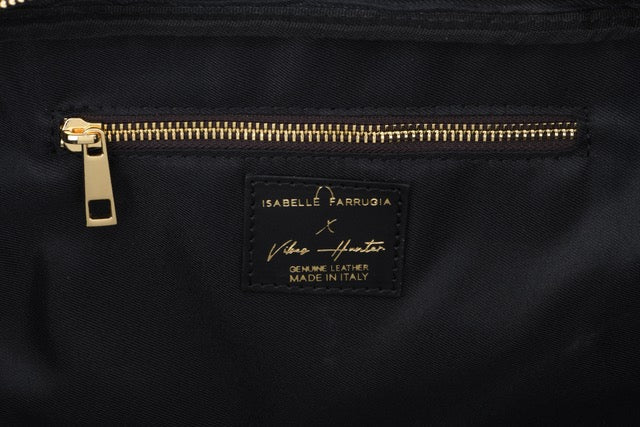 ISABELLE FARRUGIA
X
Vibes Hunter
GENUINE LEATHER
MADE IN ITALY